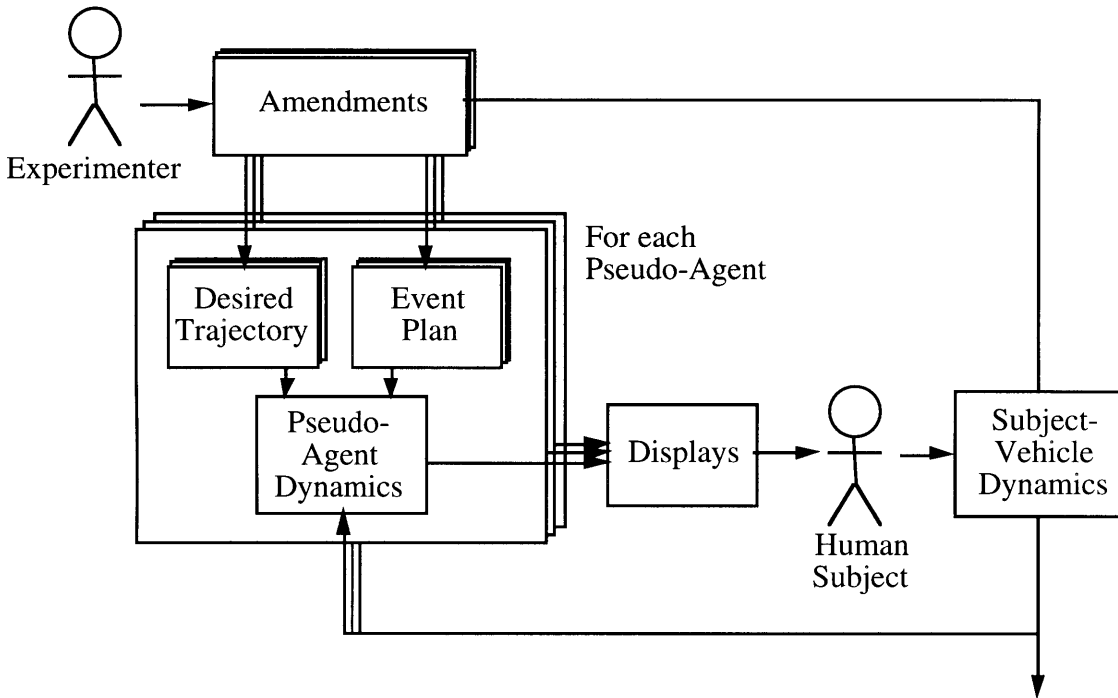 Amendments
Experimenter
For each
Pseudo-Agent
Desired
Trajectory
Event
Plan
Pseudo-
Agent
Dynamics
Displays
Human
Subject
Subject-
Vehicle
Dynamics